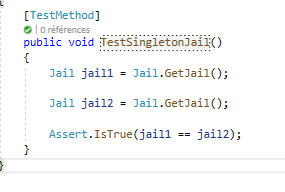 [TestMethod]
0 références
public void TestSingletonJail()
{
Jail jail1 = Jail.GetJail();
Jail jail2 = Jail.GetJail();
Assert.IsTrue(jail1 == jail2);
}
}